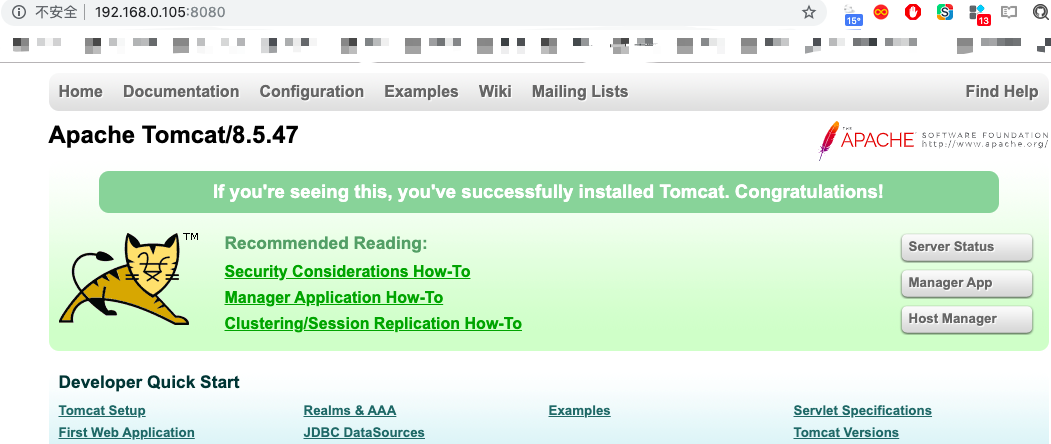 不安全 192.168.0.105:8080
15°
13
Home Documentation Configuration Examples Wiki Mailing Lists Find Help
Apache Tomcat/8.5.47
THE APACHE SOFTWARE FOUNDATION
http://www.apache.org/
If you're seeing this, you've successfully installed Tomcat. Congratulations!
TM
Recommended Reading:
Security Considerations How-To
Manager Application How-To
Clustering/Session Replication How-To
Server Status
Manager App
Host Manager
Developer Quick Start
Tomcat Setup Realms & AAA Examples Servlet Specifications
First Web Application JDBC DataSources Tomcat Versions